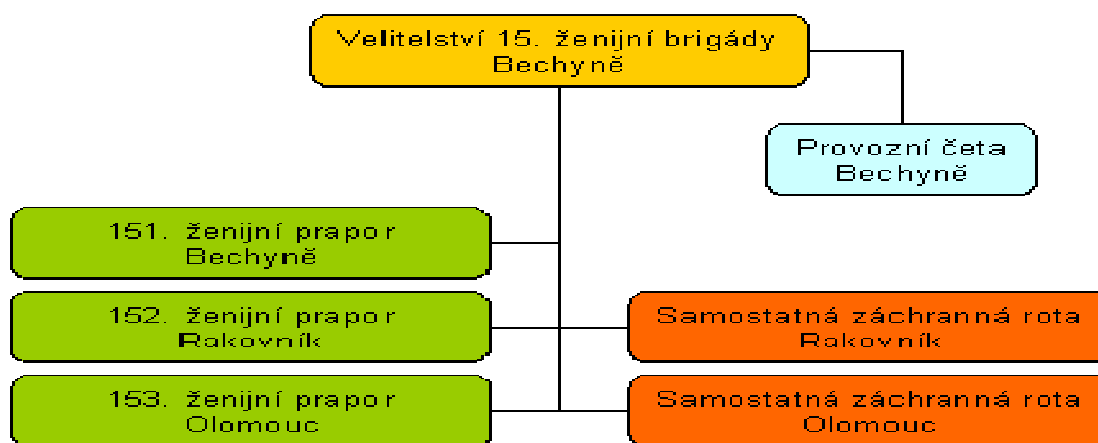 Velitelství 15. ženijní brigády
Bechyně
Provozní četa
Bechyně
151. ženijní prapor
Bechyně
152. ženijní prapor
Rakovník
Samostatná záchranná rota
Rakovník
153. ženijní prapor
Olomouc
Samostatná záchranná rota
Olomouc